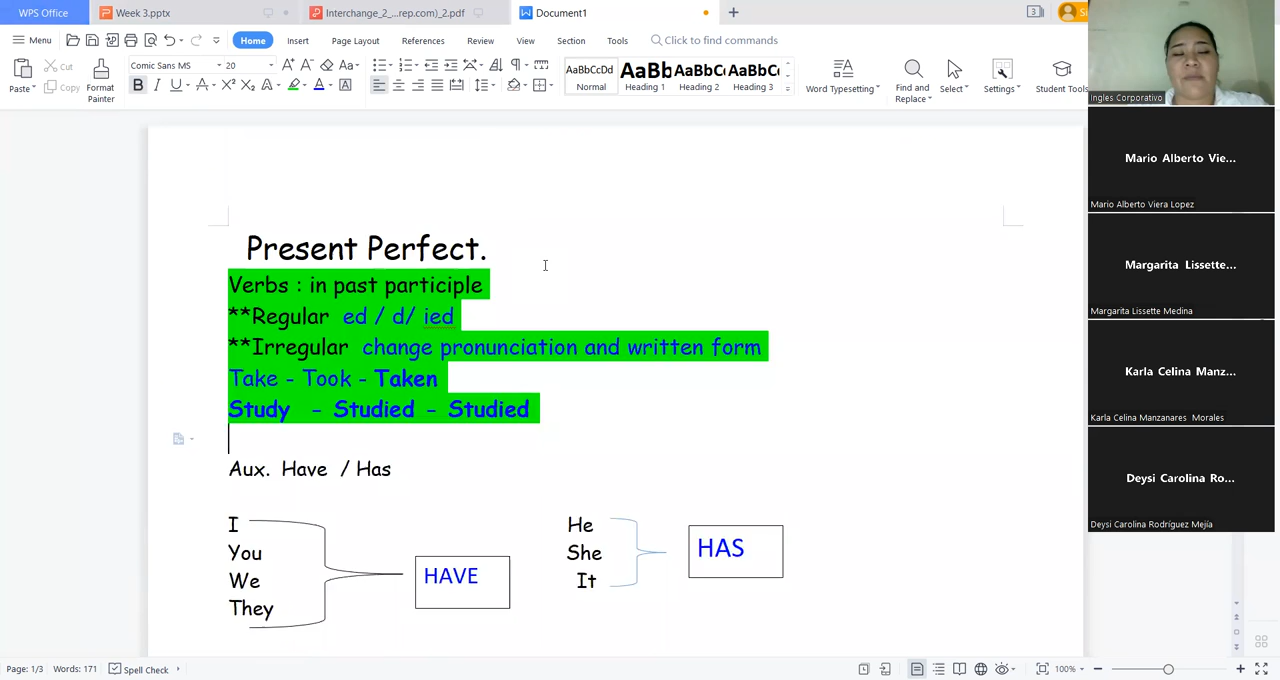 WPS Office
Week 3.pptx
Interchange_2_...rep.com)_2.pdf
Document1
Menu
Home
Insert
Page Layout
References
Review
View
Section
Tools
Click to find commands
Paste
Cut
Copy
Format Painter
Comic Sans MS
20
AaBbCcDd
Normal
Heading 1
Heading 2
Heading 3
Word Typesetting
Find and Replace
Select
Settings
Student Tools
Present Perfect.
Verbs : in past participle
**Regular ed / d/ ied
**Irregular change pronunciation and written form
Take - Took - Taken
Study - Studied - Studied
Aux. Have / Has
I
You
We
They
HAVE
He
She
It
HAS
Ingles Corporativo
Mario Alberto Vie...
Mario Alberto Viera Lopez
Margarita Lissette...
Margarita Lissette Medina
Karla Celina Manz...
Karla Celina Manzanares Morales
Deysi Carolina Ro...
Deysi Carolina Rodríguez Mejía
Page: 1/3
Words: 171
Spell Check
100%